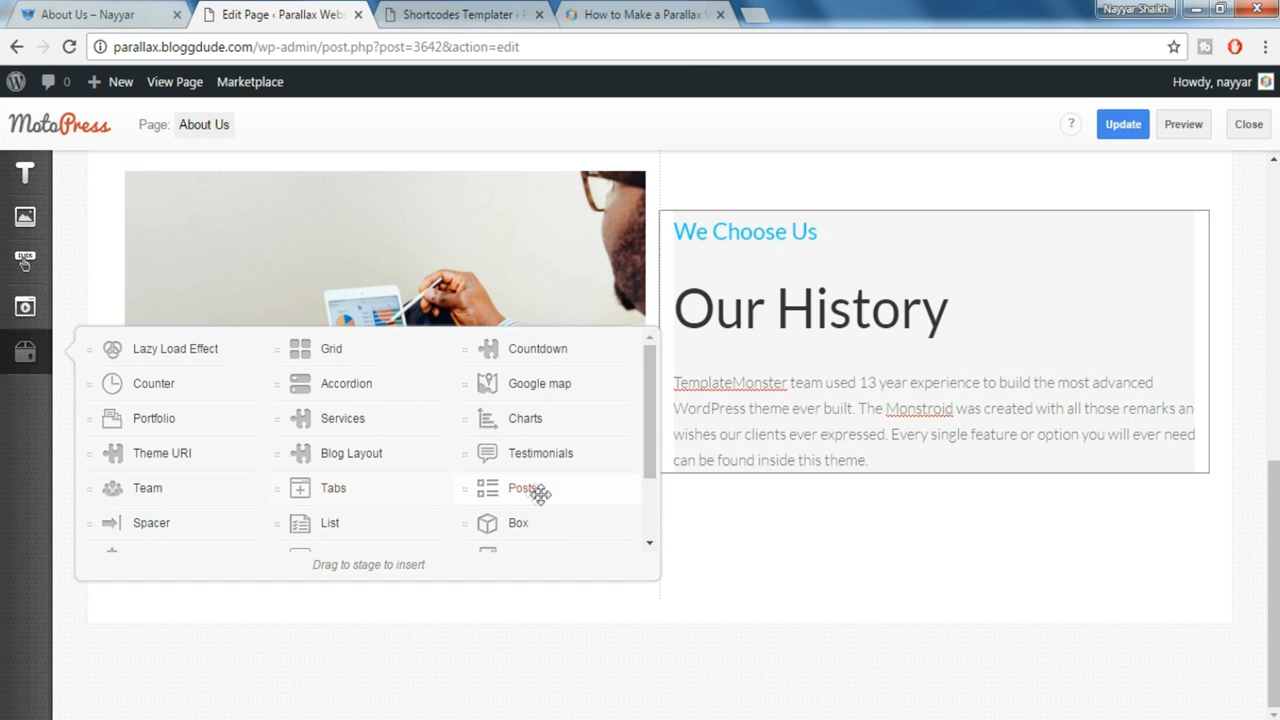 About Us – Nayyar
Edit Page ‹ Parallax Web
Shortcodes Templater ‹
How to Make a Parallax
Nayyar Shaikh
parallax.bloggdude.com/wp-admin/post.php?post=3642&action=edit
0
New
View Page
Marketplace
Howdy, nayyar
MotoPress
Page:
About Us
?
Update
Preview
Close
T
CLICK
We Choose Us
Our History
TemplateMonster team used 13 year experience to build the most advanced
WordPress theme ever built. The Monstroid was created with all those remarks an
wishes our clients ever expressed. Every single feature or option you will ever need
can be found inside this theme.
Lazy Load Effect
Grid
Countdown
Counter
Accordion
Google map
Portfolio
Services
Charts
Theme URI
Blog Layout
Testimonials
Team
Tabs
Posts
Spacer
List
Box
Drag to stage to insert